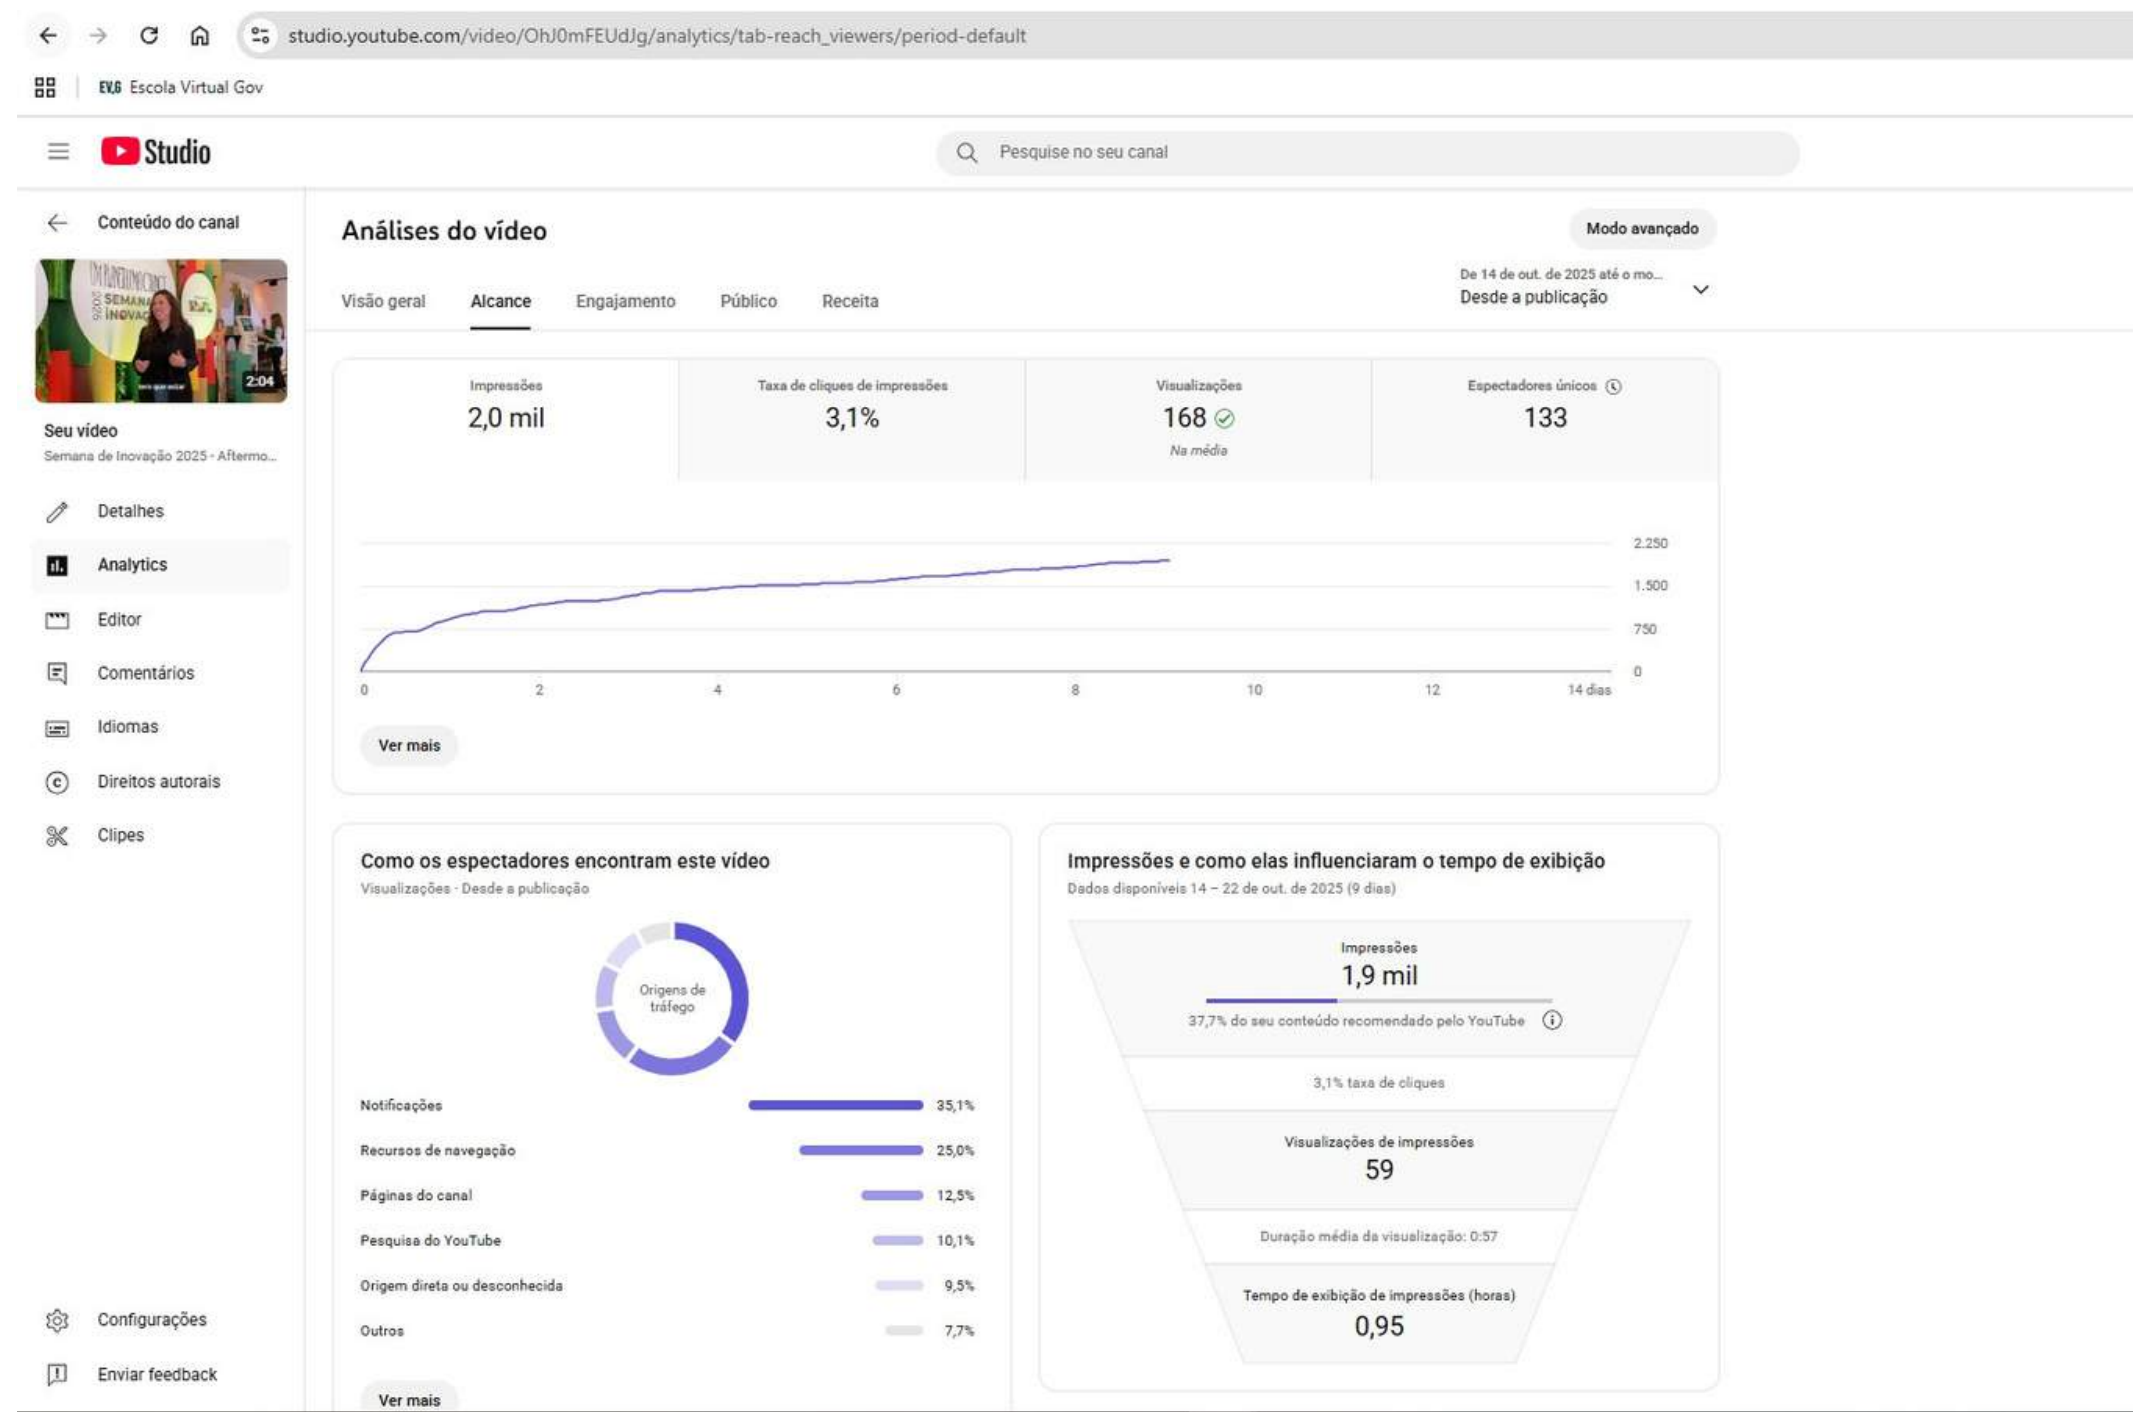 studio.youtube.com/video/OhJ0mFEUdJg/analytics/tab-reach_viewers/period-default
EV.G Escola Virtual Gov
Studio
Pesquise no seu canal
Conteúdo do canal
SEMANA
2:04
Seu vídeo
Semana de Inovação 2025 - Aftermo...
Detalhes
Analytics
Editor
Comentários
Idiomas
Direitos autorais
Clipes
Configurações
Enviar feedback
Análises do vídeo
Modo avançado
De 14 de out. de 2025 até o mo...
Desde a publicação
Visão geral Alcance Engajamento Público Receita
Impressões
2,0 mil
Taxa de cliques de impressões
3,1%
Visualizações
168
Na média
Espectadores únicos
133
2.250
1.500
750
0
0 2 4 6 8 10 12 14 dias
Ver mais
Como os espectadores encontram este vídeo
Visualizações · Desde a publicação
Origens de
tráfego
Notificações 35,1%
Recursos de navegação 25,0%
Páginas do canal 12,5%
Pesquisa do YouTube 10,1%
Origem direta ou desconhecida 9,5%
Outros 7,7%
Ver mais
Impressões e como elas influenciaram o tempo de exibição
Dados disponíveis 14 – 22 de out. de 2025 (9 dias)
Impressões
1,9 mil
37,7% do seu conteúdo recomendado pelo YouTube
3,1% taxa de cliques
Visualizações de impressões
59
Duração média da visualização: 0:57
Tempo de exibição de impressões (horas)
0,95